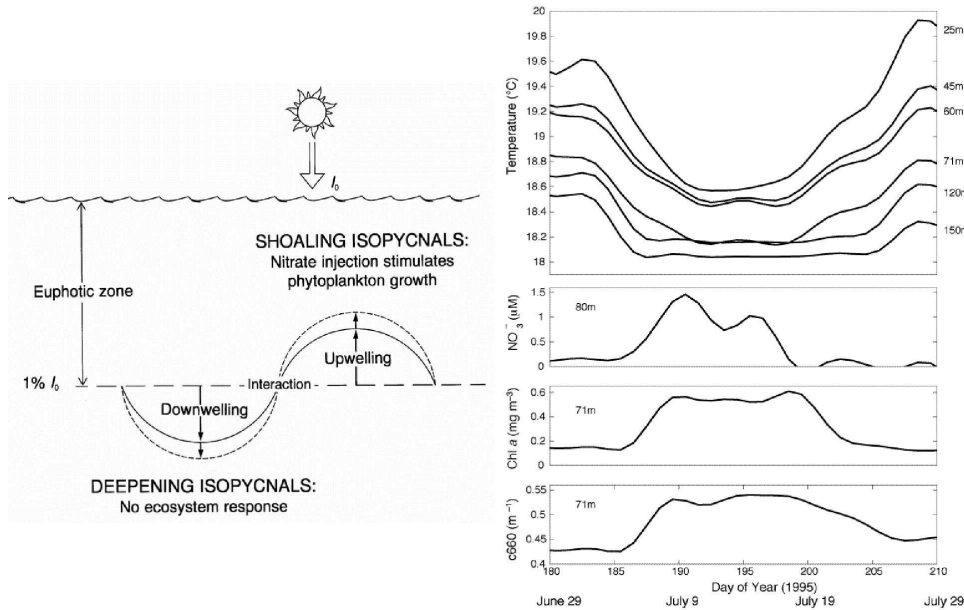 I₀
SHOALING ISOPYCNALS:
Nitrate injection stimulates
phytoplankton growth
Euphotic zone
Upwelling
1% I₀
Interaction
Downwelling
DEEPENING ISOPYCNALS:
No ecosystem response
Temperature (°C)
20
19.8
19.6
19.4
19.2
19
18.8
18.6
18.4
18.2
18
25m
45m
60m
71m
120m
150m
NO₃⁻ (μM)
1.5
1
0.5
0
80m
Chl a (mg m⁻³)
0.6
0.4
0.2
0
71m
c660 (m⁻¹)
0.55
0.5
0.45
0.4
71m
180 185 190 195 200 205 210
Day of Year (1995)
June 29 July 9 July 19 July 29